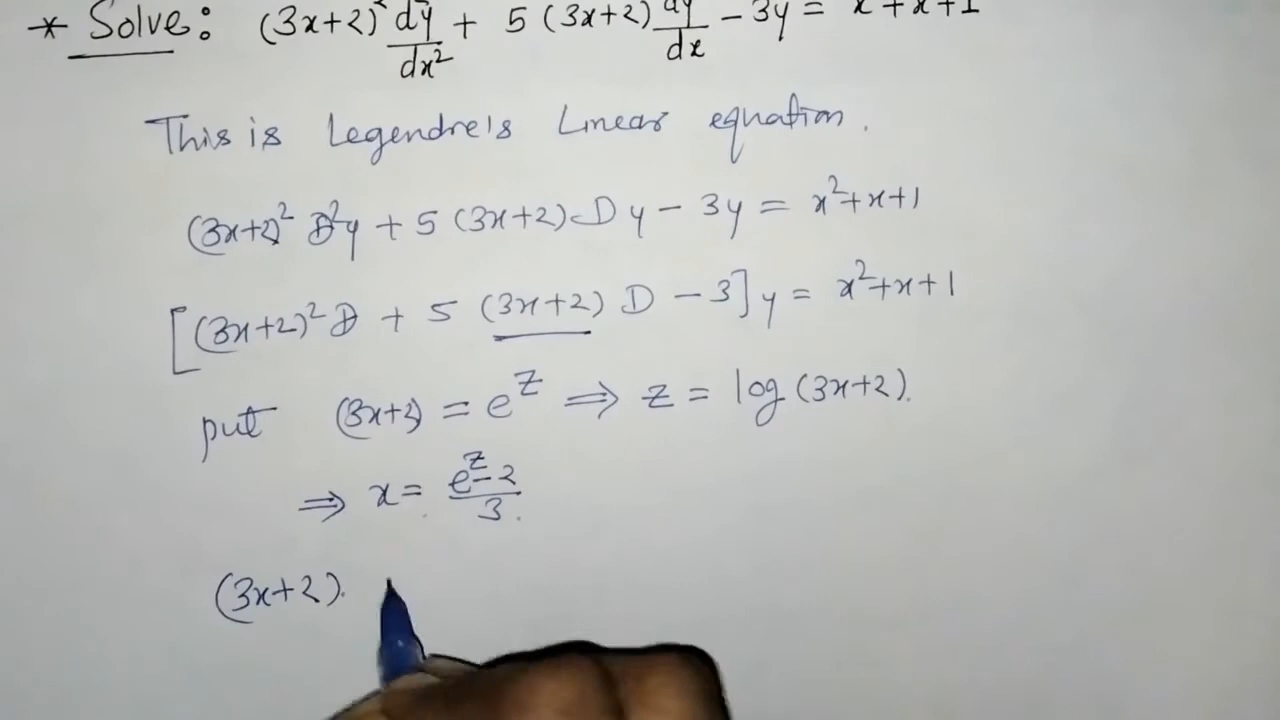 * Solve: (3x+2)² d²y/dx² + 5 (3x+2) dy/dx - 3y = x²+x+1
This is Legendre's Linear equation.
(3x+2)² D²y + 5 (3x+2) D y - 3y = x²+x+1
[(3x+2)² D + 5 (3x+2) D - 3] y = x²+x+1
put (3x+2) = e^z ⇒ z = log (3x+2).
⇒ x = (e^z - 2)/3.
(3x+2).